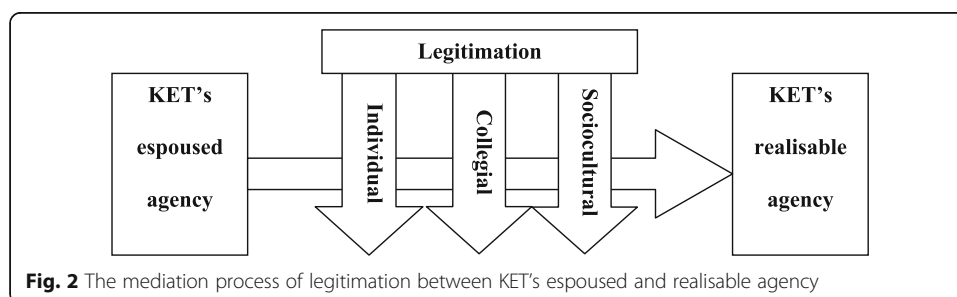 Legitimation
KET's
espoused
agency
Individual
Collegial
Sociocultural
KET's
realisable
agency
Fig. 2 The mediation process of legitimation between KET's espoused and realisable agency